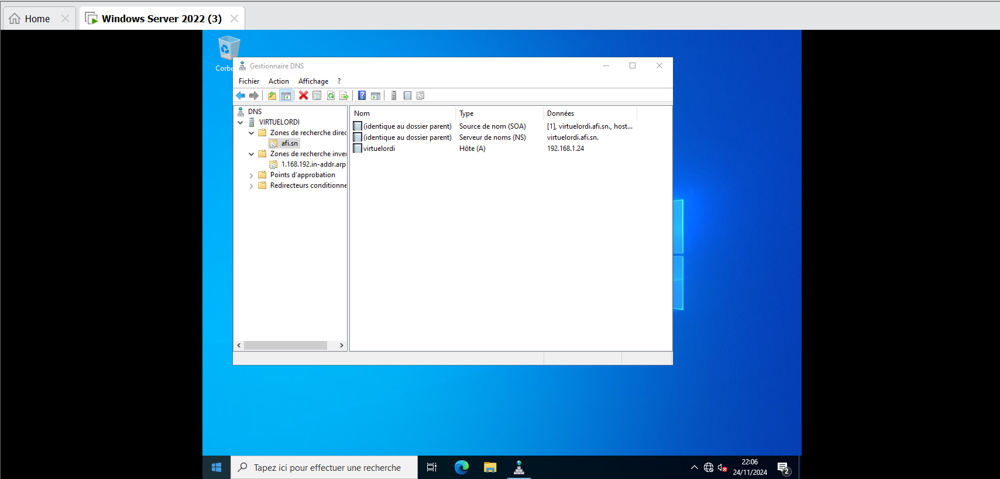 Home
Windows Server 2022 (3)
Corbe
Gestionnaire DNS
Fichier Action Affichage ?
DNS
VIRTUELORDI
Zones de recherche direc
afi.sn
Zones de recherche inver
1.168.192.in-addr.arp
Points d'approbation
Redirecteurs conditionne
Nom Type Données
(identique au dossier parent) Source de nom (SOA) [1], virtuelordi.afi.sn., host...
(identique au dossier parent) Serveur de noms (NS) virtuelordi.afi.sn.
virtuelordi Hôte (A) 192.168.1.24
Tapez ici pour effectuer une recherche
22:06
24/11/2024
2